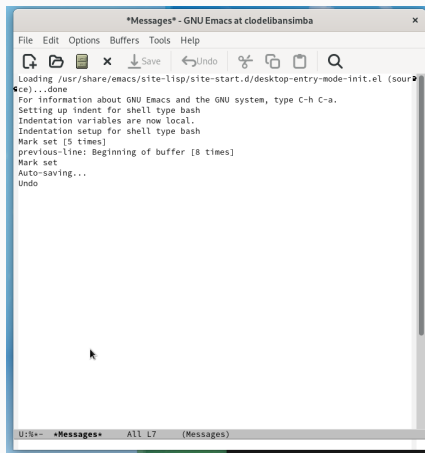 *Messages* - GNU Emacs at clodelibansimba
File Edit Options Buffers Tools Help
Save Undo
Loading /usr/share/emacs/site-lisp/site-start.d/desktop-entry-mode-init.el (sour
ce)...done
For information about GNU Emacs and the GNU system, type C-h C-a.
Setting up indent for shell type bash
Indentation variables are now local.
Indentation setup for shell type bash
Mark set [5 times]
previous-line: Beginning of buffer [8 times]
Mark set
Auto-saving...
Undo
U:%*- *Messages* All L7 (Messages)